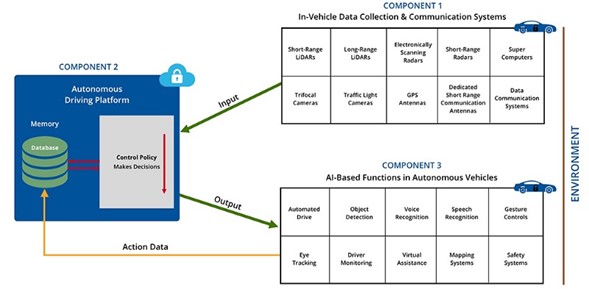 COMPONENT 1
In-Vehicle Data Collection & Communication Systems
Short-Range
LiDARs
Long-Range
LiDARs
Electronically
Scanning
Radars
Short-Range
Radars
Super
Computers
Trifocal
Cameras
Traffic Light
Cameras
GPS
Antennas
Dedicated
Short Range
Communication
Antennas
Data
Communication
Systems
COMPONENT 2
Autonomous
Driving Platform
Memory
Database
Control Policy
Makes Decisions
Input
Output
Action Data
COMPONENT 3
AI-Based Functions in Autonomous Vehicles
Automated
Drive
Object
Detection
Voice
Recognition
Speech
Recognition
Gesture
Controls
Eye
Tracking
Driver
Monitoring
Virtual
Assistance
Mapping
Systems
Safety
Systems
ENVIRONMENT